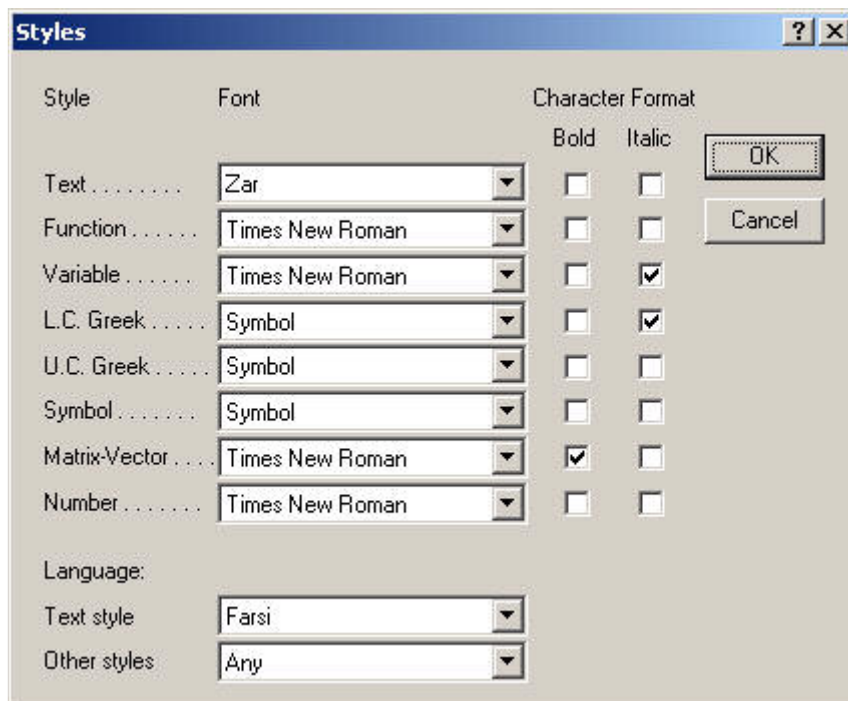 Styles
Style Font Character Format
Bold Italic
OK
Text . . . . . . . . Zar
Function . . . . . . Times New Roman
Cancel
Variable . . . . . . Times New Roman
L.C. Greek . . . . . Symbol
U.C. Greek . . . . . Symbol
Symbol . . . . . . . Symbol
Matrix-Vector . . . . Times New Roman
Number . . . . . . . Times New Roman
Language:
Text style Farsi
Other styles Any